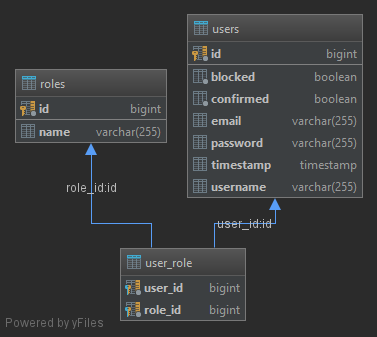 users
id bigint
blocked boolean
confirmed boolean
email varchar(255)
password varchar(255)
timestamp timestamp
username varchar(255)
roles
id bigint
name varchar(255)
role_id:id
user_id:id
user_role
user_id bigint
role_id bigint
Powered by yFiles